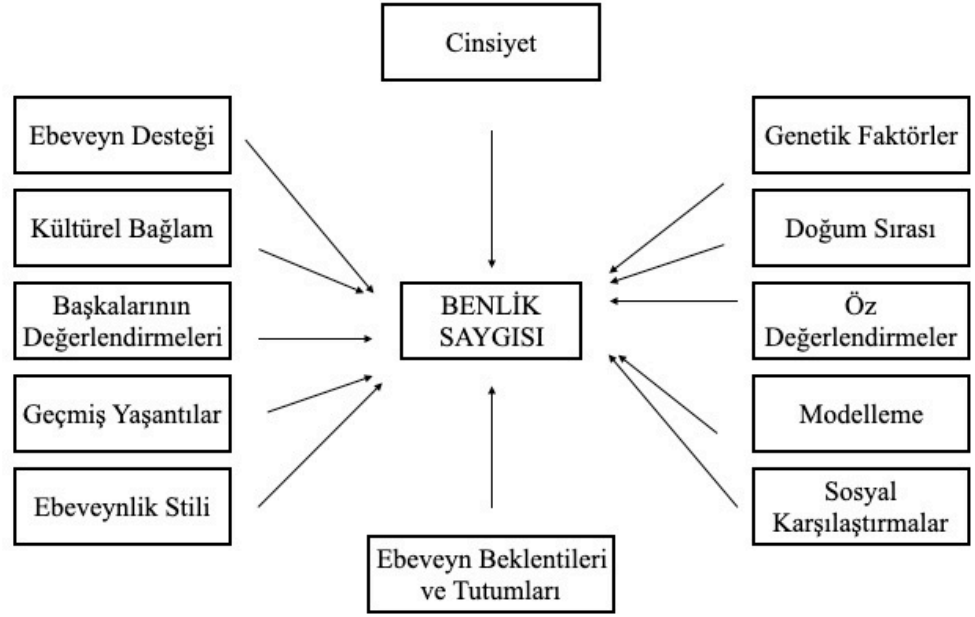 Cinsiyet
Ebeveyn Desteği
Kültürel Bağlam
Başkalarının
Değerlendirmeleri
Geçmiş Yaşantılar
Ebeveynlik Stili
BENLİK
SAYGISI
Ebeveyn Beklentileri
ve Tutumları
Genetik Faktörler
Doğum Sırası
Öz
Değerlendirmeler
Modelleme
Sosyal
Karşılaştırmalar